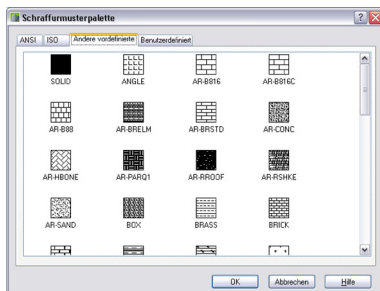 Schraffurmusterpalette
ANSI ISO Andere vordefinierte Benutzerdefiniert
SOLID ANGLE AR-B816 AR-B816C
AR-B88 AR-BRELM AR-BRSTD AR-CONC
AR-HBONE AR-PARQ1 AR-RROOF AR-RSHKE
AR-SAND BOX BRASS BRICK
OK Abbrechen Hilfe